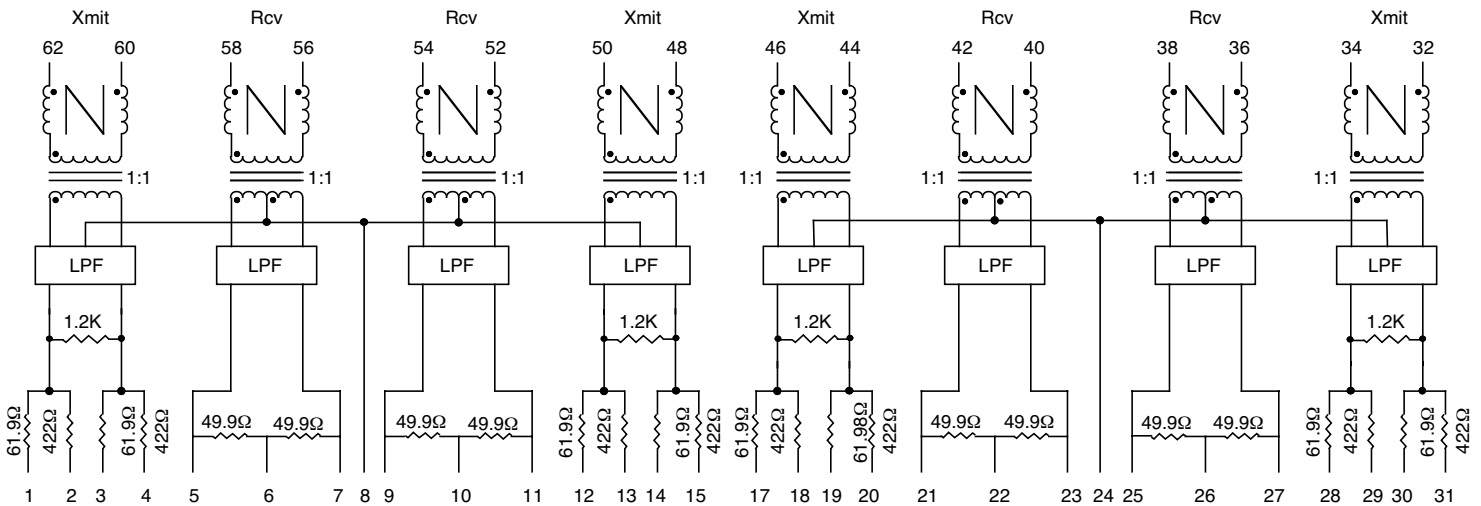 Xmit Rcv Rcv Xmit Xmit Rcv Rcv Xmit
62 60 58 56 54 52 50 48 46 44 42 40 38 36 34 32
1:1 1:1 1:1 1:1 1:1 1:1 1:1 1:1
LPF LPF LPF LPF LPF LPF LPF LPF
1.2K 1.2K 1.2K 1.2K
61.9Ω 422Ω 61.9Ω 422Ω 49.9Ω 49.9Ω 49.9Ω 49.9Ω 61.9Ω 422Ω 61.9Ω 422Ω 61.9Ω 422Ω 61.98Ω 422Ω 49.9Ω 49.9Ω 49.9Ω 49.9Ω 61.9Ω 422Ω 61.9Ω 422Ω
1 2 3 4 5 6 7 8 9 10 11 12 13 14 15 17 18 19 20 21 22 23 24 25 26 27 28 29 30 31